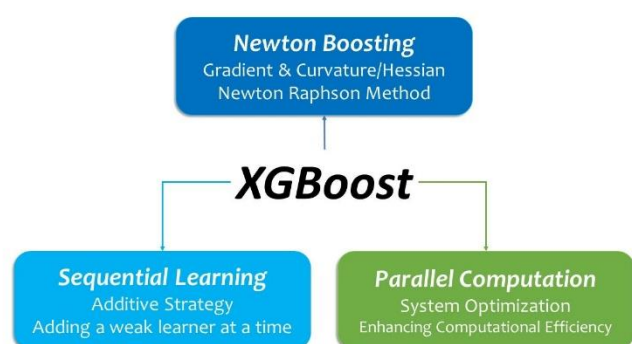 Newton Boosting
Gradient & Curvature/Hessian
Newton Raphson Method
XGBoost
Sequential Learning
Additive Strategy
Adding a weak learner at a time
Parallel Computation
System Optimization
Enhancing Computational Efficiency